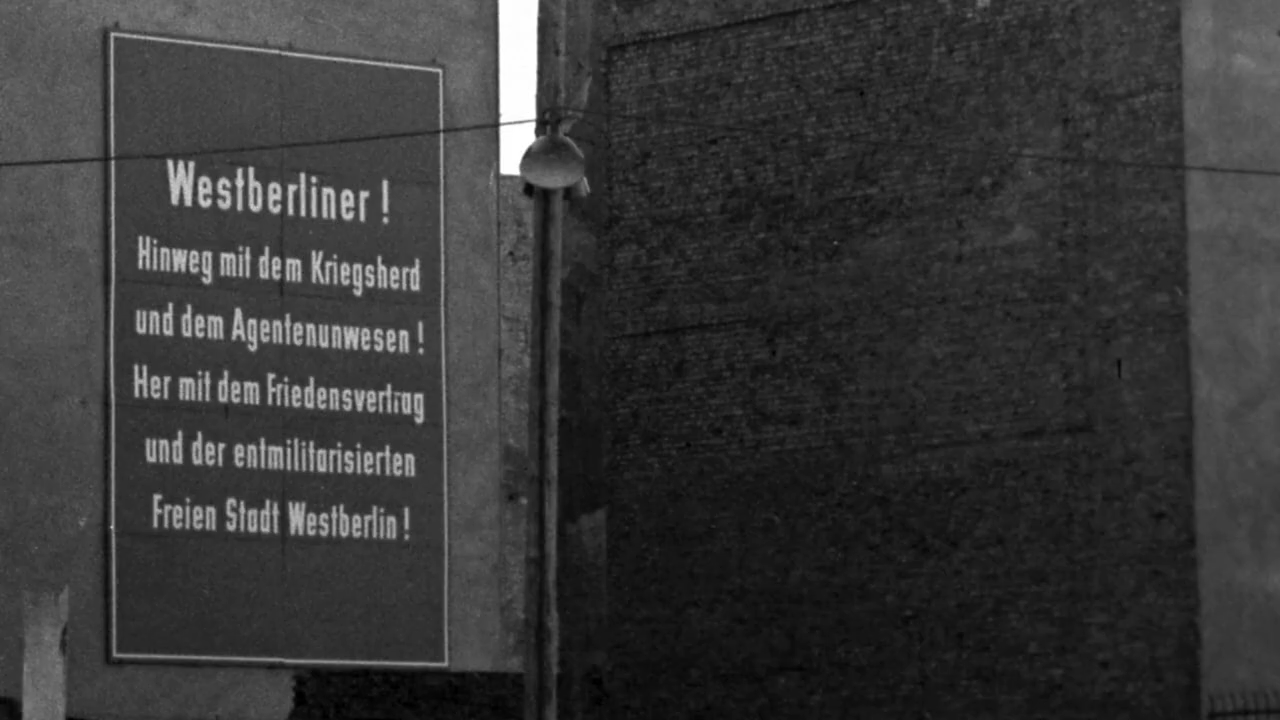 Westberliner !
Hinweg mit dem Kriegsherd
und dem Agentenunwesen !
Her mit dem Friedensvertrag
und der entmilitarisierten
Freien Stadt Westberlin !